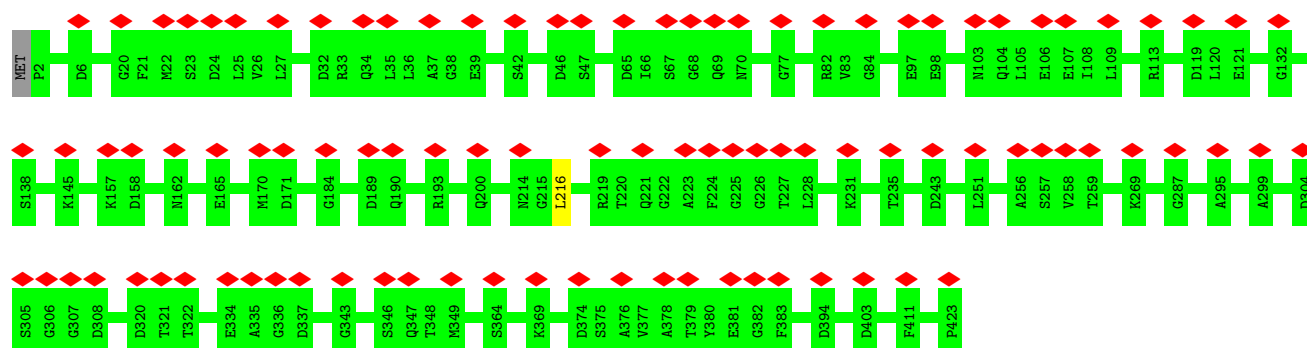 MET P2 D6 G20 F21 M22 S23 D24 L25 V26 L27 D32 R33 Q34 L35 L36 A37 G38 E39 S42 D46 S47 D65 I66 S67 G68 Q69 N70 G77 R82 V83 G84 E97 E98 N103 Q104 L105 E106 E107 I108 L109 R113 D119 L120 E121 G132
S138 K145 K157 D158 N162 E165 M170 D171 G184 D189 Q190 R193 Q200 N214 G215 L216 R219 T220 Q221 G222 A223 F224 G225 G226 T227 L228 K231 T235 D243 L251 A256 S257 V258 T259 K269 G287 A295 A299 D304
S305 G306 G307 D308 D320 T321 T322 E334 A335 G336 D337 G343 S346 Q347 T348 M349 S364 K369 D374 S375 A376 V377 A378 T379 Y380 E381 G382 F383 D394 D403 F411 P423